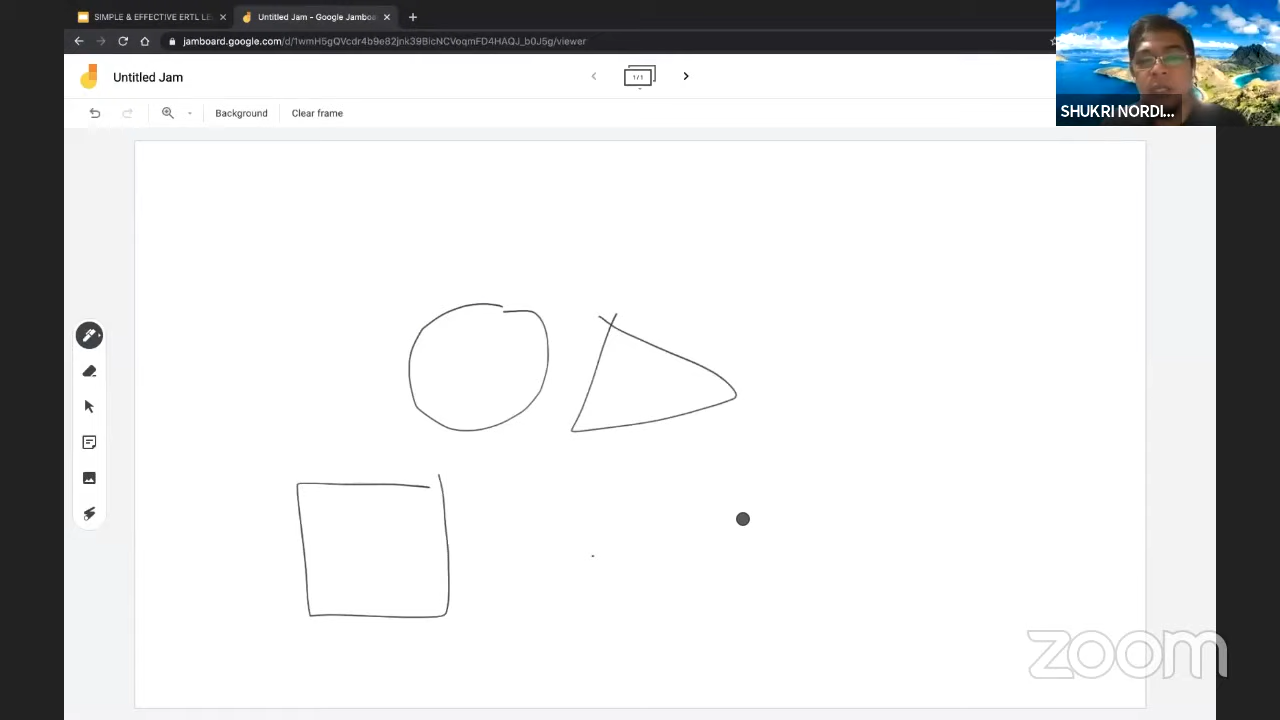 SIMPLE & EFFECTIVE ERTL LE
Untitled Jam - Google Jamboa
jamboard.google.com/d/1wmH5gQVcdr4b9e82jnk39BicNCVoqmFD4HAQJ_b0J5g/viewer
Untitled Jam
1/1
Background
Clear frame
SHUKRI NORDI...
zoom